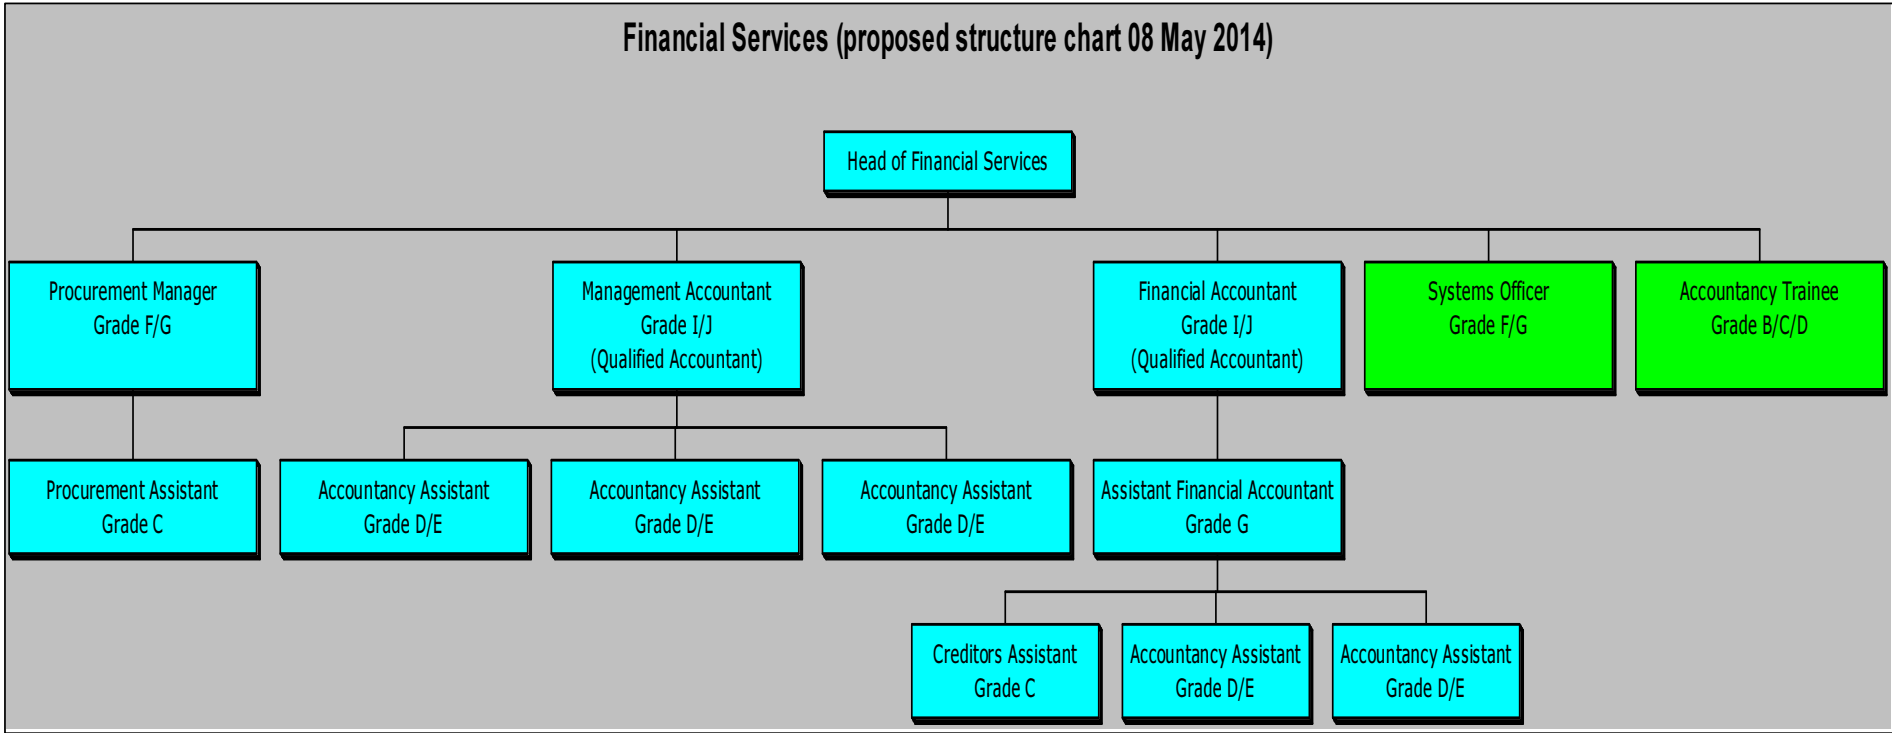 Financial Services (proposed structure chart 08 May 2014)
Head of Financial Services
Procurement Manager
Grade F/G
Management Accountant
Grade I/J
(Qualified Accountant)
Financial Accountant
Grade I/J
(Qualified Accountant)
Systems Officer
Grade F/G
Accountancy Trainee
Grade B/C/D
Procurement Assistant
Grade C
Accountancy Assistant
Grade D/E
Accountancy Assistant
Grade D/E
Accountancy Assistant
Grade D/E
Assistant Financial Accountant
Grade G
Creditors Assistant
Grade C
Accountancy Assistant
Grade D/E
Accountancy Assistant
Grade D/E